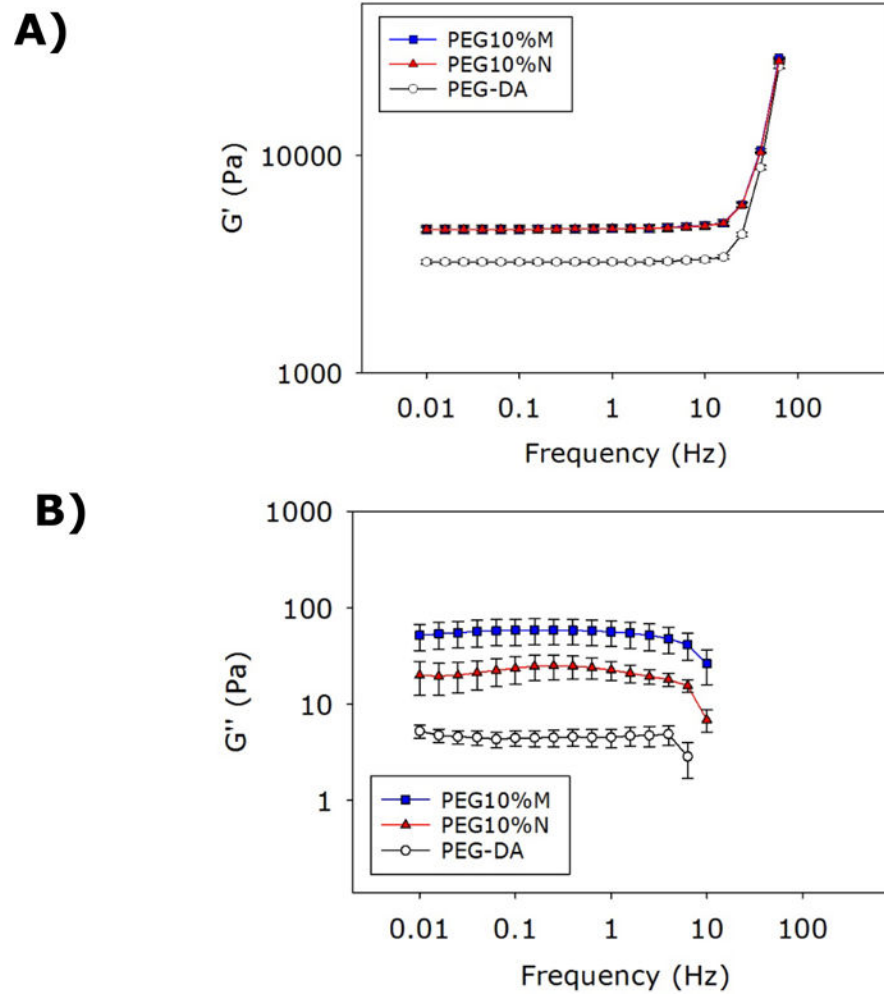 A)
PEG10%M
PEG10%N
PEG-DA
10000
1000
G' (Pa)
0.01 0.1 1 10 100
Frequency (Hz)
B)
1000
100
10
1
G'' (Pa)
PEG10%M
PEG10%N
PEG-DA
0.01 0.1 1 10 100
Frequency (Hz)